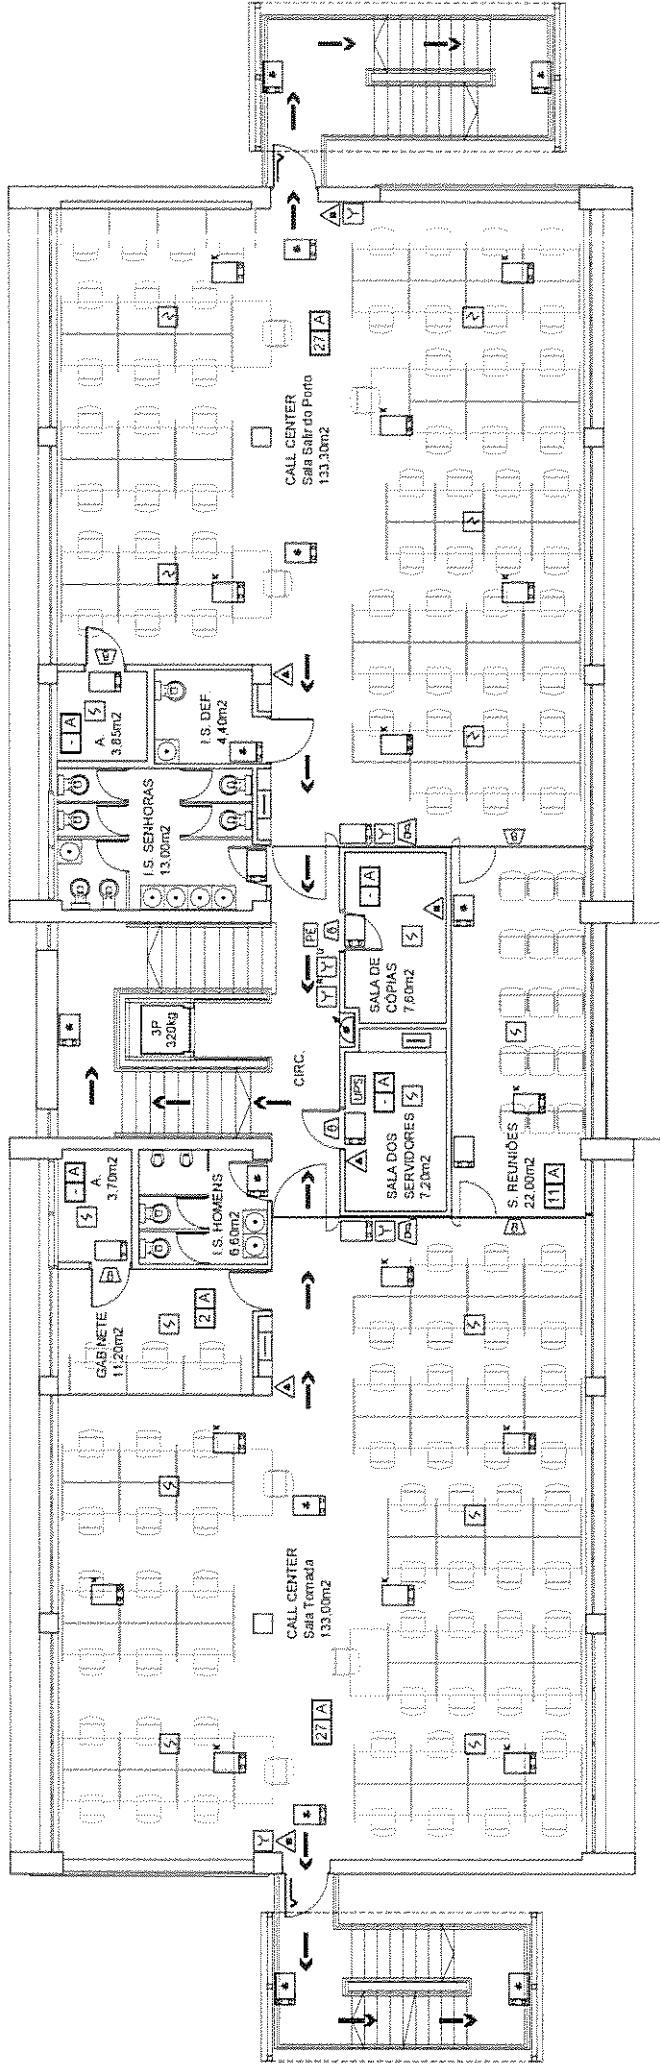 CALL CENTER
Sala Salir do Porto
133,30m2
27 A
- A
A.
3,85m2
I.S. DEF.
4,40m2
I.S. SENHORAS
13,00m2
3P
320kg
CIRC.
PE
- A
SALA DE
CÓPIAS
7,60m2
UPS
- A
SALA DOS
SERVIDORES
7,20m2
S. REUNIÕES
22,00m2
11 A
- A
A.
3,70m2
I.S. HOMENS
6,60m2
GABINETE
11,20m2
2 A
CALL CENTER
Sala Tornada
133,00m2
27 A